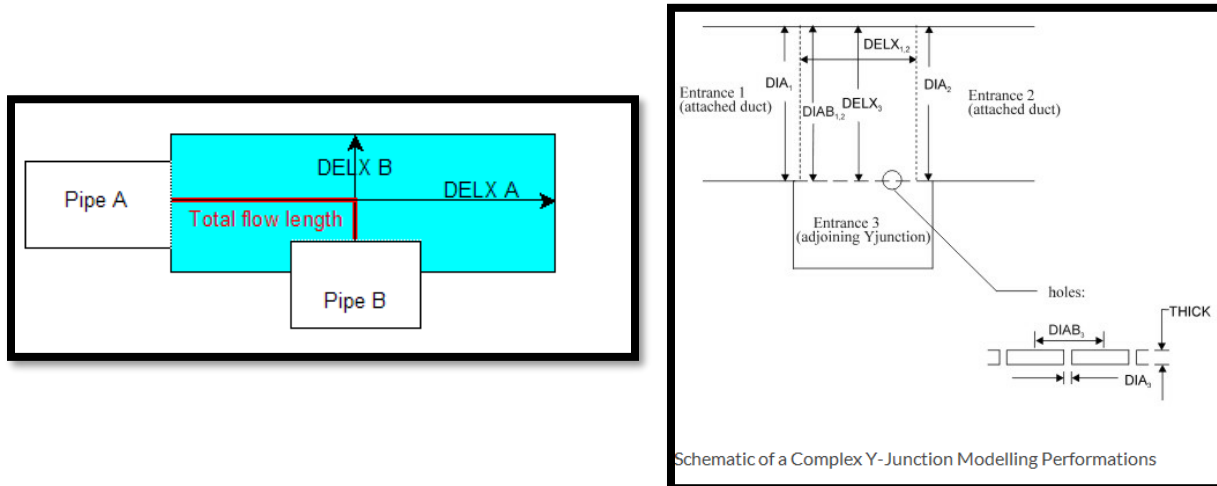 Pipe A
DELX B
DELX A
Total flow length
Pipe B
DELX1,2
Entrance 1
(attached duct)
DIA1
DIAB1,2
DELX3
DIA2
Entrance 2
(attached duct)
Entrance 3
(adjoining Yjunction)
holes:
THICK
DIAB3
DIA3
Schematic of a Complex Y-Junction Modelling Performations